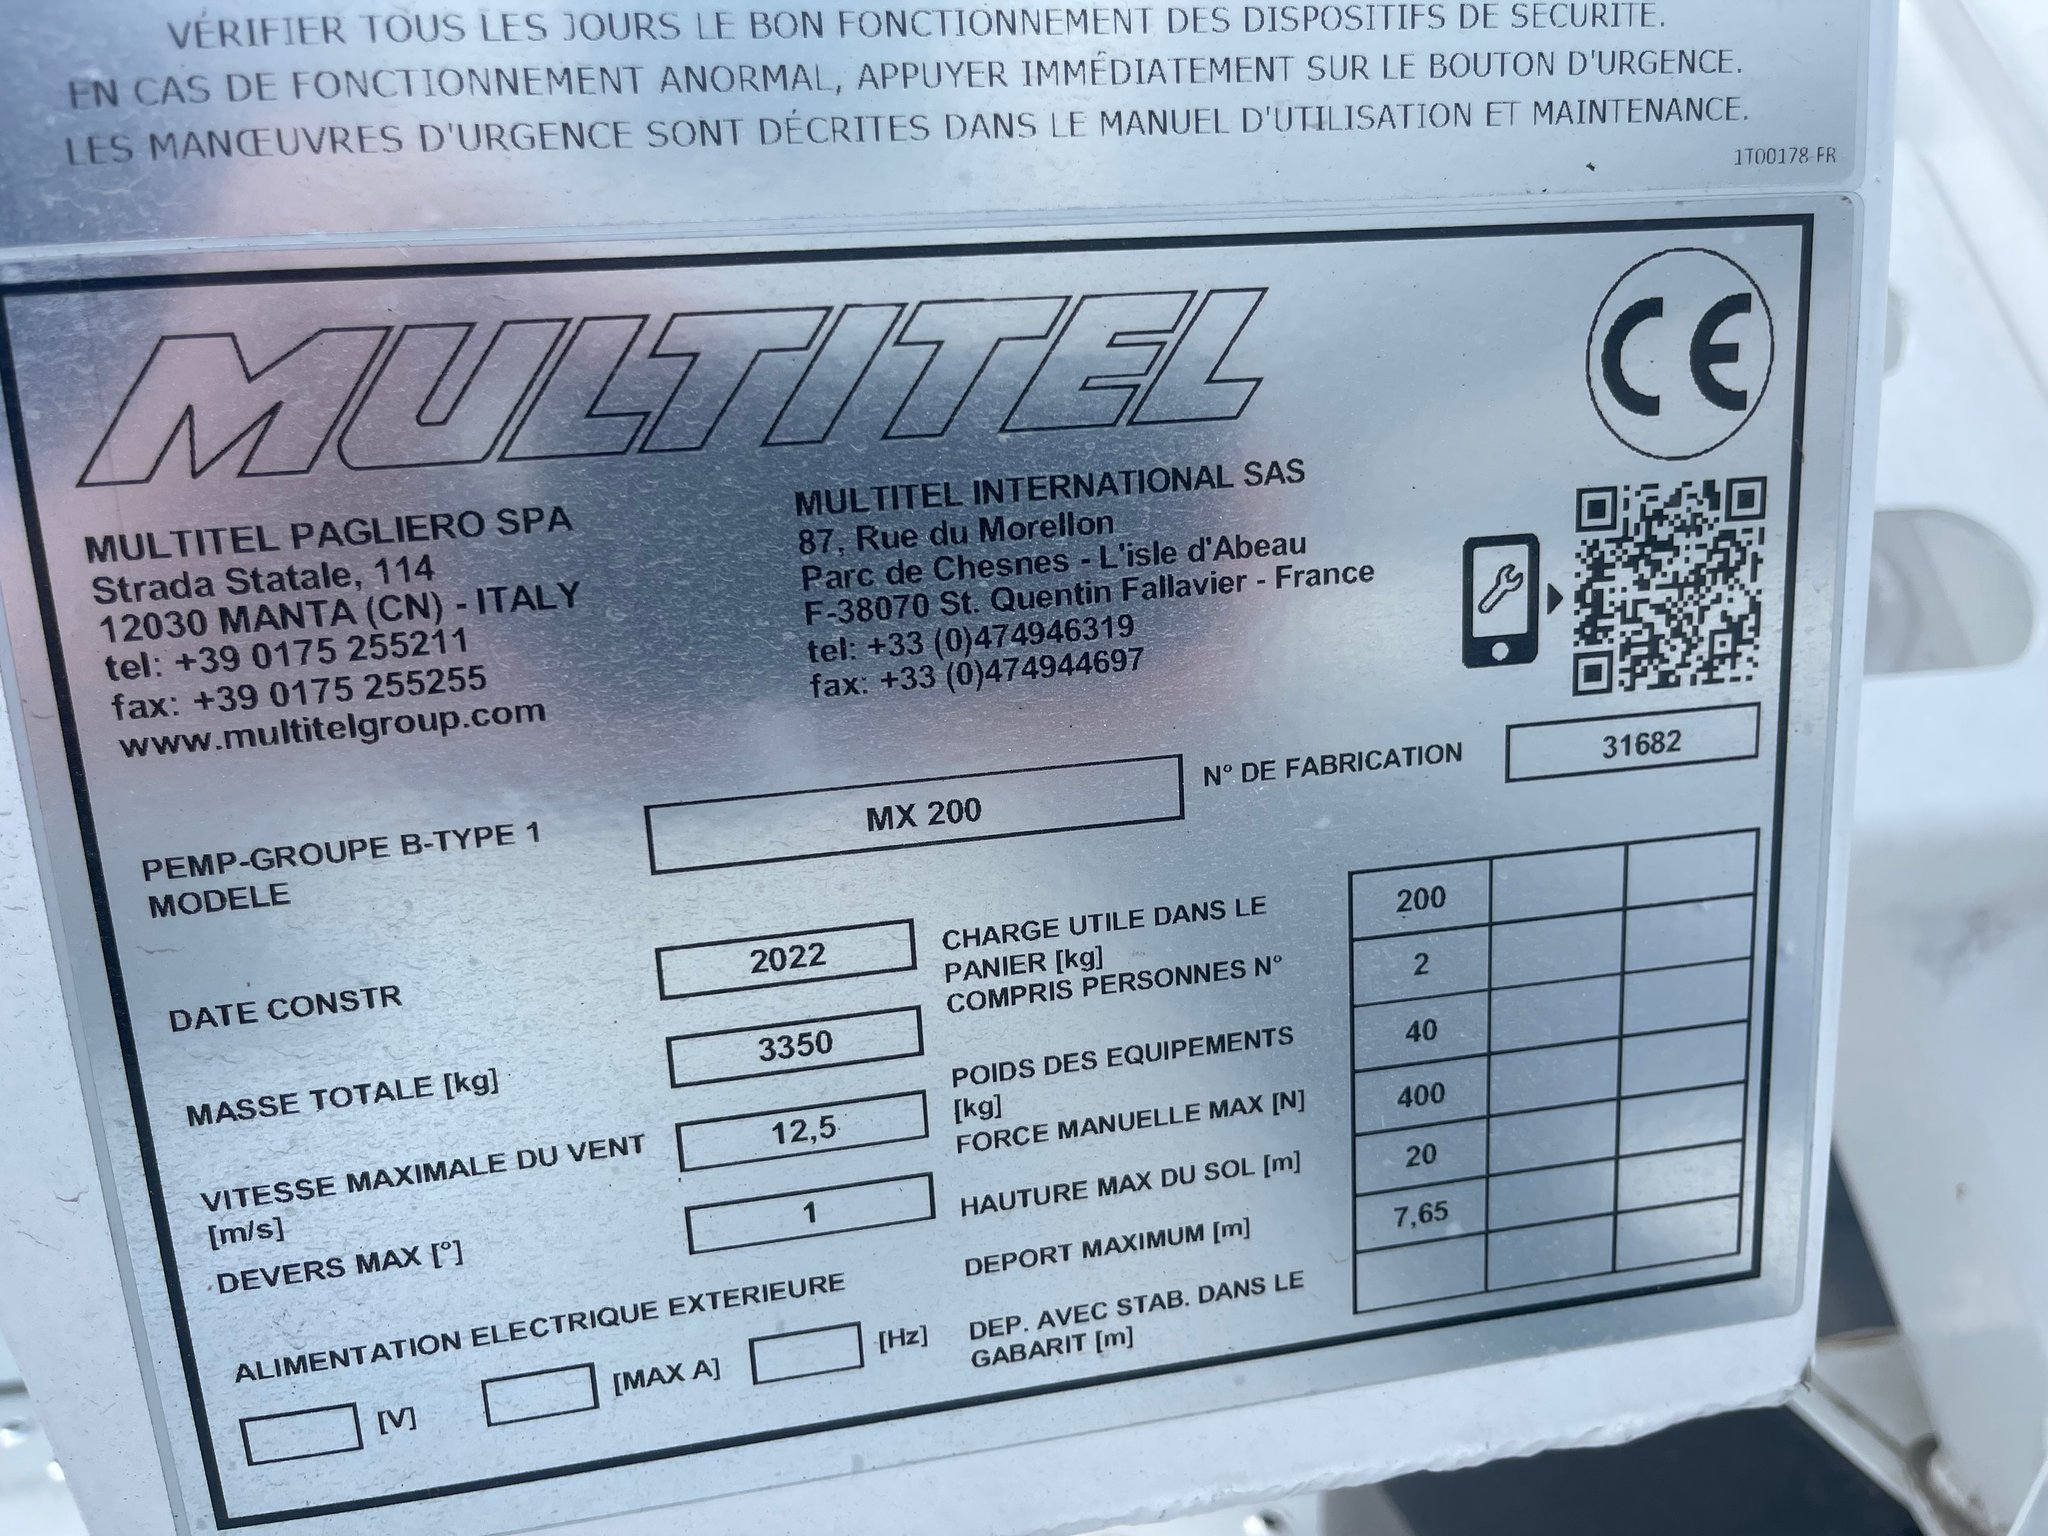 VÉRIFIER TOUS LES JOURS LE BON FONCTIONNEMENT DES DISPOSITIFS DE SÉCURITÉ.
EN CAS DE FONCTIONNEMENT ANORMAL, APPUYER IMMÉDIATEMENT SUR LE BOUTON D'URGENCE.
LES MANŒUVRES D'URGENCE SONT DÉCRITES DANS LE MANUEL D'UTILISATION ET MAINTENANCE.
1T00178-FR
MULTITEL
CE
MULTITEL PAGLIERO SPA
Strada Statale, 114
12030 MANTA (CN) - ITALY
tel: +39 0175 255211
fax: +39 0175 255255
www.multitelgroup.com
MULTITEL INTERNATIONAL SAS
87, Rue du Morellon
Parc de Chesnes - L'isle d'Abeau
F-38070 St. Quentin Fallavier - France
tel: +33 (0)474946319
fax: +33 (0)474944697
PEMP-GROUPE B-TYPE 1
MODELE
MX 200
N° DE FABRICATION
31682
DATE CONSTR
2022
MASSE TOTALE [kg]
3350
VITESSE MAXIMALE DU VENT
[m/s]
12,5
DEVERS MAX [°]
1
ALIMENTATION ELECTRIQUE EXTERIEURE
[V]
[MAX A]
[Hz]
CHARGE UTILE DANS LE
PANIER [kg]
200
COMPRIS PERSONNES N°
2
POIDS DES EQUIPEMENTS
[kg]
40
FORCE MANUELLE MAX [N]
400
HAUTURE MAX DU SOL [m]
20
DEPORT MAXIMUM [m]
7,65
DEP. AVEC STAB. DANS LE
GABARIT [m]